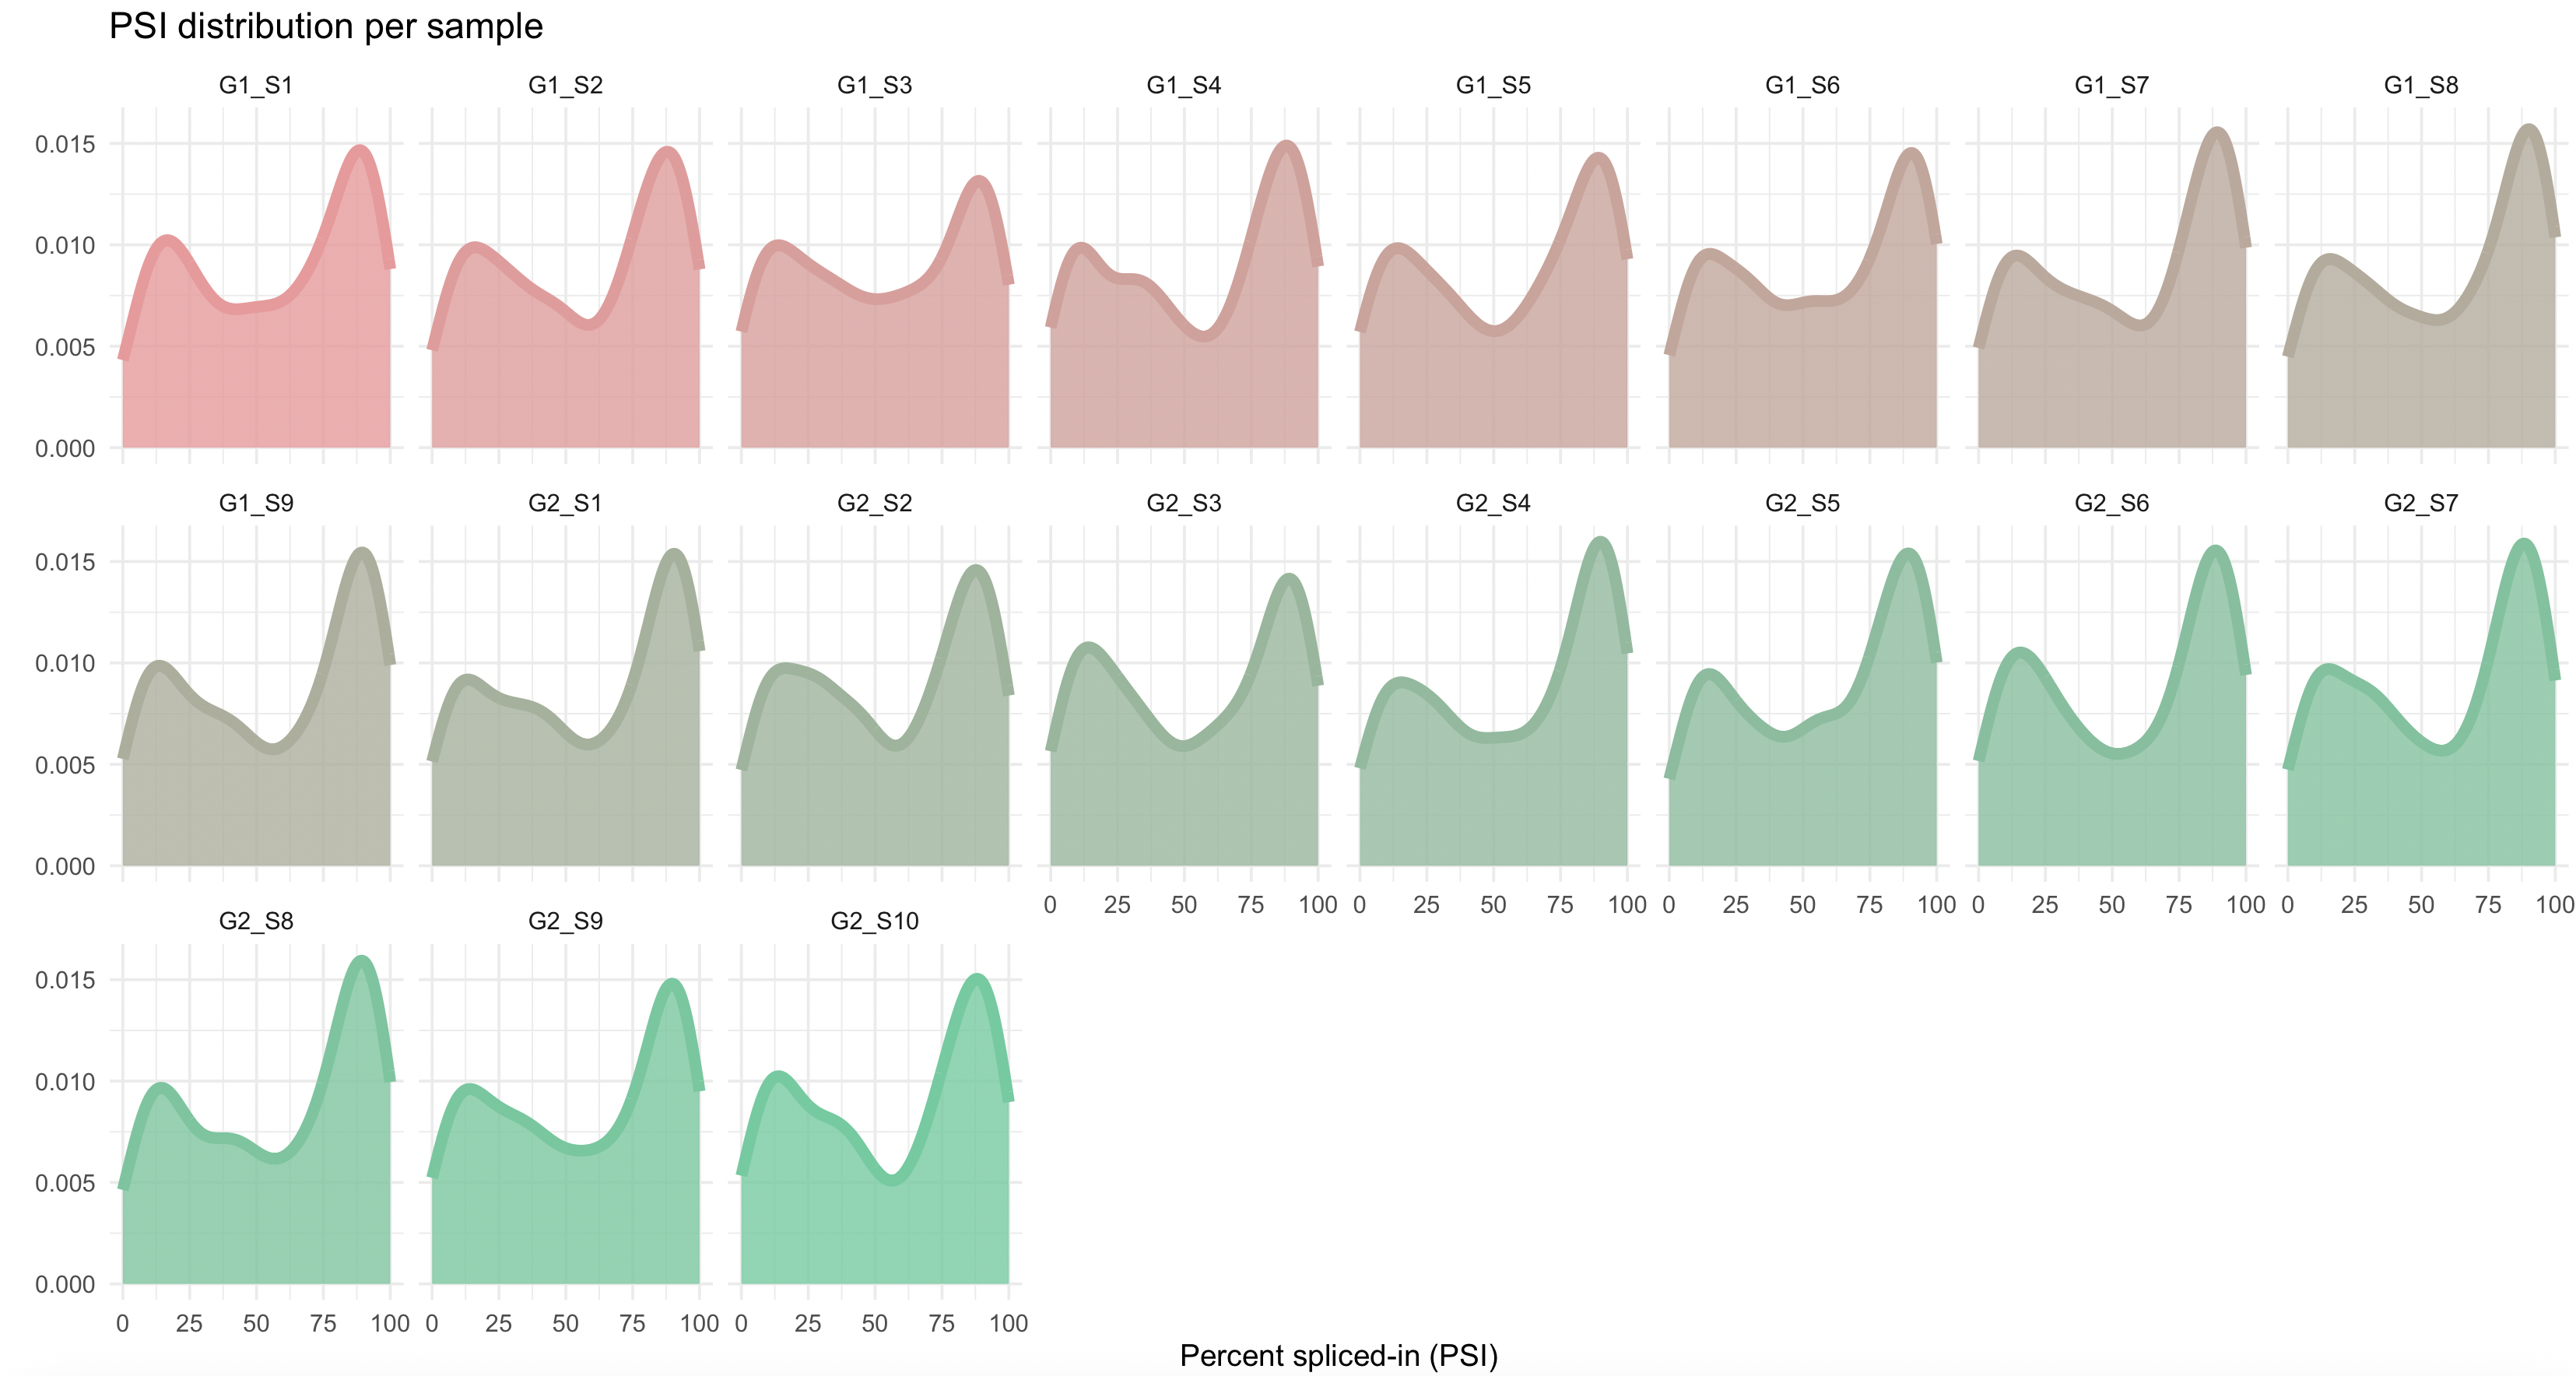 PSI distribution per sample
G1_S1 G1_S2 G1_S3 G1_S4 G1_S5 G1_S6 G1_S7 G1_S8
0.015
0.010
0.005
0.000
G1_S9 G2_S1 G2_S2 G2_S3 G2_S4 G2_S5 G2_S6 G2_S7
0.015
0.010
0.005
0.000
0 25 50 75 100 0 25 50 75 100 0 25 50 75 100 0 25 50 75 100 0 25 50 75 100
G2_S8 G2_S9 G2_S10
0.015
0.010
0.005
0.000
0 25 50 75 100 0 25 50 75 100 0 25 50 75 100
Percent spliced-in (PSI)